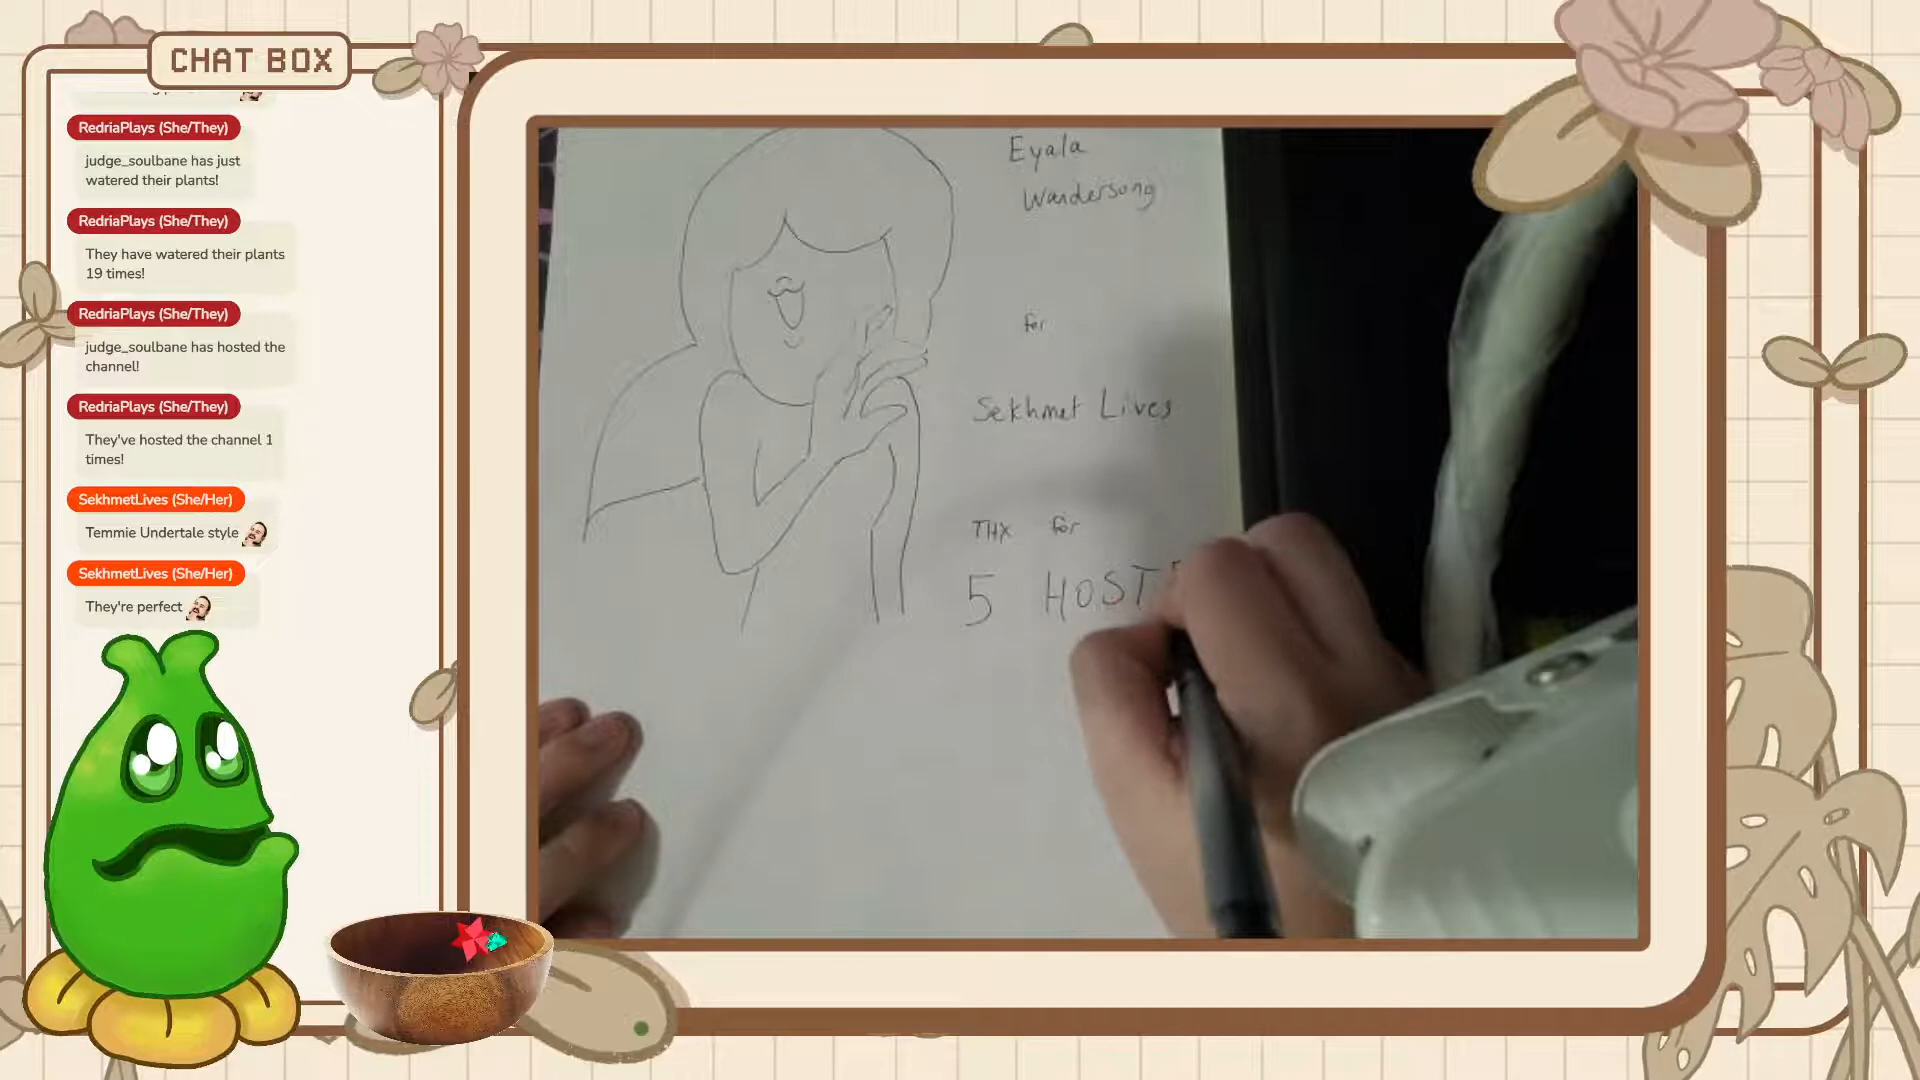 CHAT BOX
RedriaPlays (She/They)
judge_soulbane has just
watered their plants!
RedriaPlays (She/They)
They have watered their plants
19 times!
RedriaPlays (She/They)
judge_soulbane has hosted the
channel!
RedriaPlays (She/They)
They've hosted the channel 1
times!
SekhmetLives (She/Her)
Temmie Undertale style
SekhmetLives (She/Her)
They're perfect
Eyala
Wandersong
for
Sekhmet Lives
THX for
5 HOST